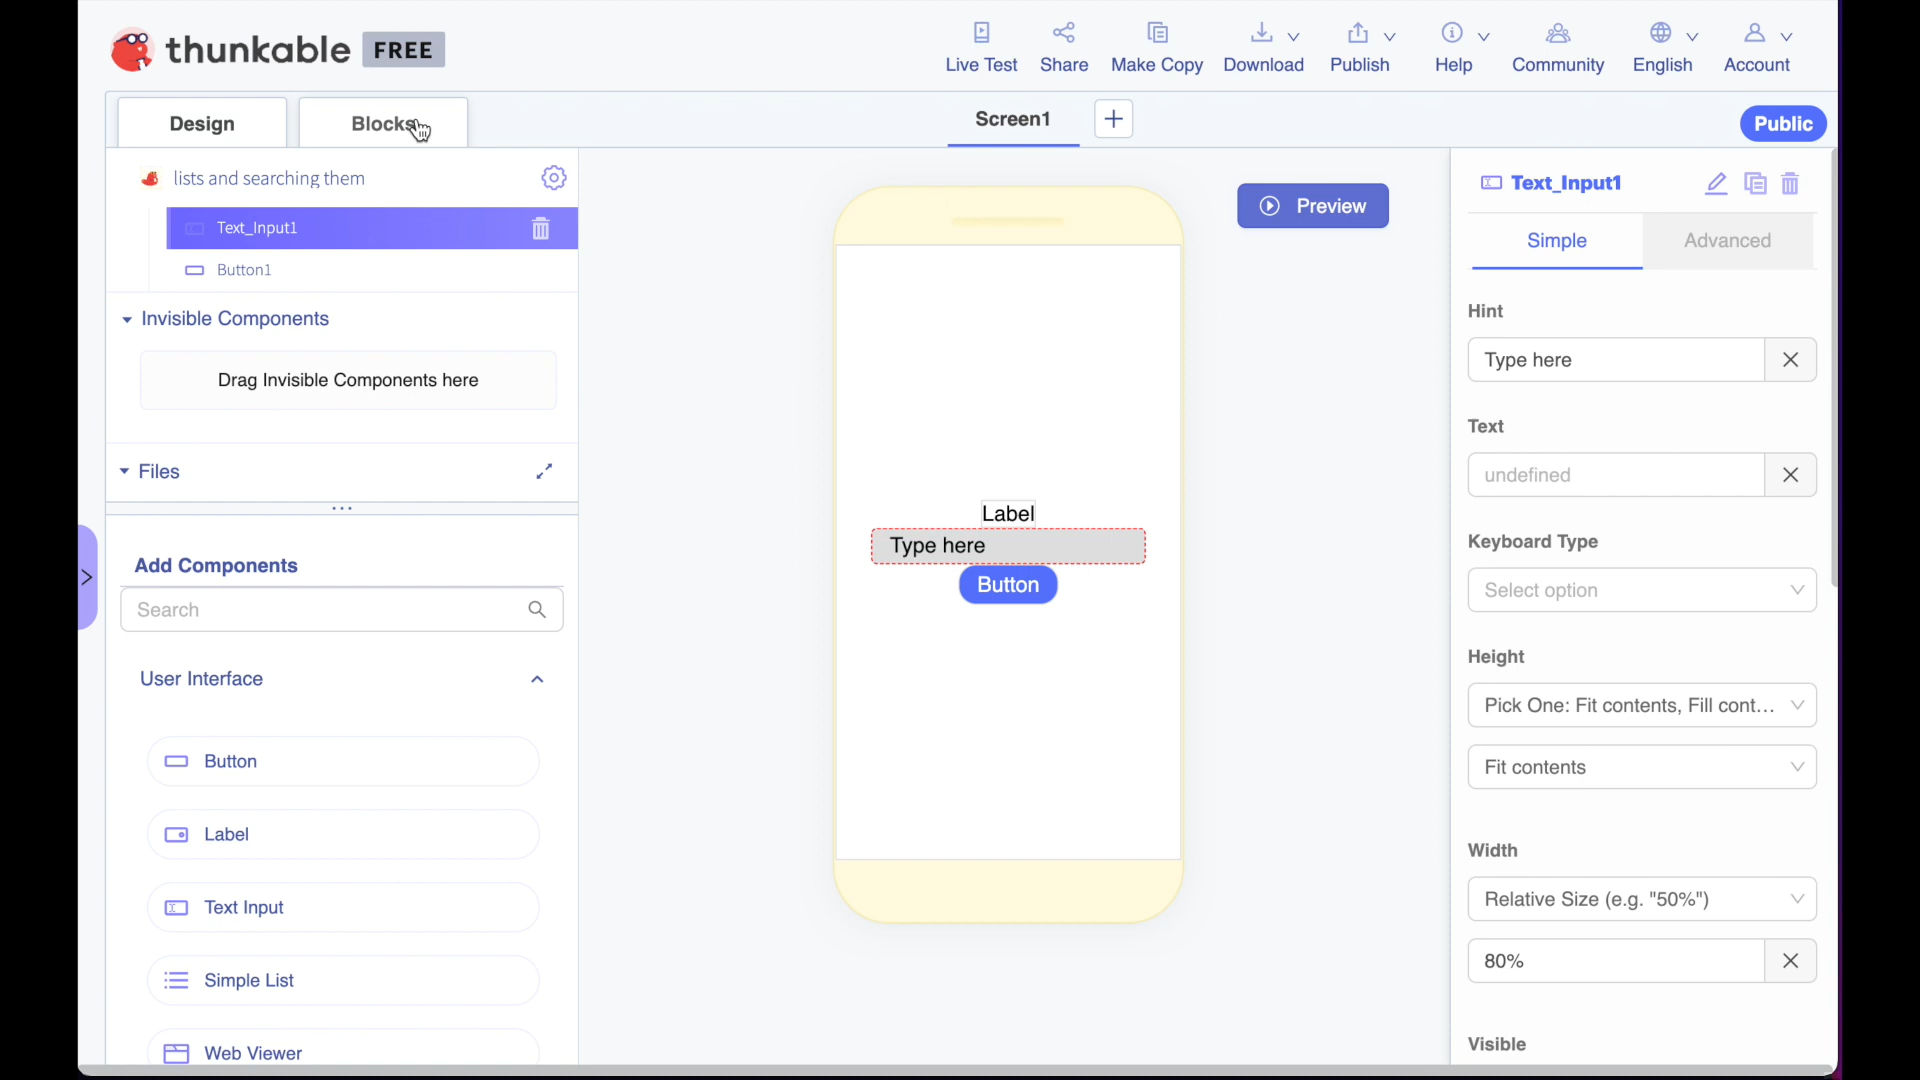 thunkable FREE
Live Test
Share
Make Copy
Download
Publish
Help
Community
English
Account
Design
Blocks
Screen1
Public
lists and searching them
Text_Input1
Button1
Invisible Components
Drag Invisible Components here
Files
Add Components
Search
User Interface
Button
Label
Text Input
Simple List
Web Viewer
Preview
Label
Type here
Button
Text_Input1
Simple
Advanced
Hint
Type here
Text
undefined
Keyboard Type
Select option
Height
Pick One: Fit contents, Fill cont...
Fit contents
Width
Relative Size (e.g. "50%")
80%
Visible